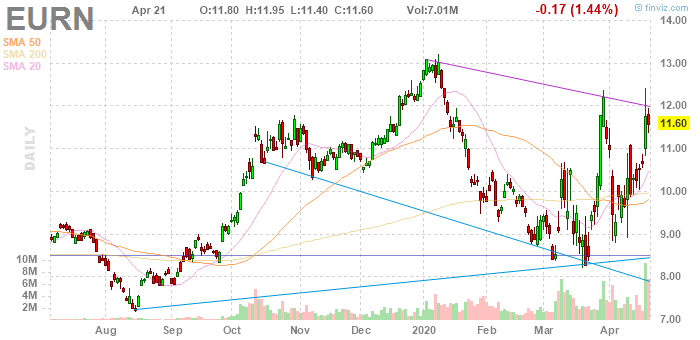 EURN Apr 21 O:11.80 H:11.95 L:11.40 C:11.60 Vol:7.01M -0.17 (1.44%) © finviz.com
SMA 50
SMA 200
SMA 20
DAILY
14.00
13.00
12.00
11.60
11.00
10.00
9.00
8.00
7.00
10M
8M
6M
4M
2M
Aug Sep Oct Nov Dec 2020 Feb Mar Apr